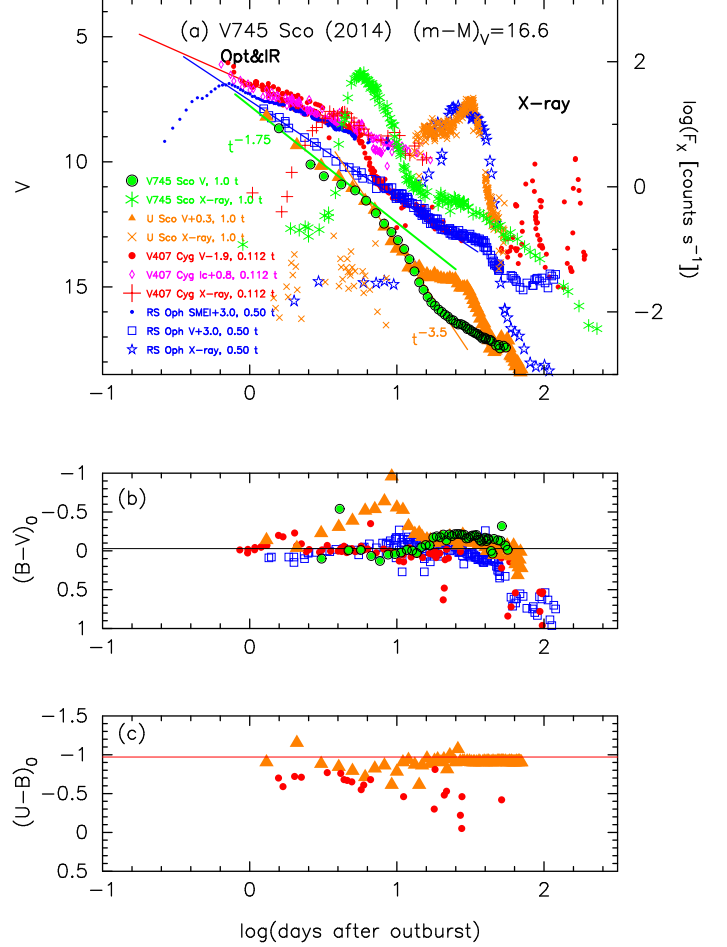 (a) V745 Sco (2014) (m-M)V=16.6
Opt&IR
X-ray
t^-1.75
V745 Sco V, 1.0 t
V745 Sco X-ray, 1.0 t
U Sco V+0.3, 1.0 t
U Sco X-ray, 1.0 t
V407 Cyg V-1.9, 0.112 t
V407 Cyg Ic+0.8, 0.112 t
V407 Cyg X-ray, 0.112 t
RS Oph SMEI+3.0, 0.50 t
RS Oph V+3.0, 0.50 t
RS Oph X-ray, 0.50 t
t^-3.5
V
5
10
15
log(F_X [counts s^-1])
2
0
-2
-1 0 1 2
(b)
(B-V)_0
-1
-0.5
0
0.5
1
-1 0 1 2
(c)
(U-B)_0
-1.5
-1
-0.5
0
0.5
-1 0 1 2
log(days after outburst)